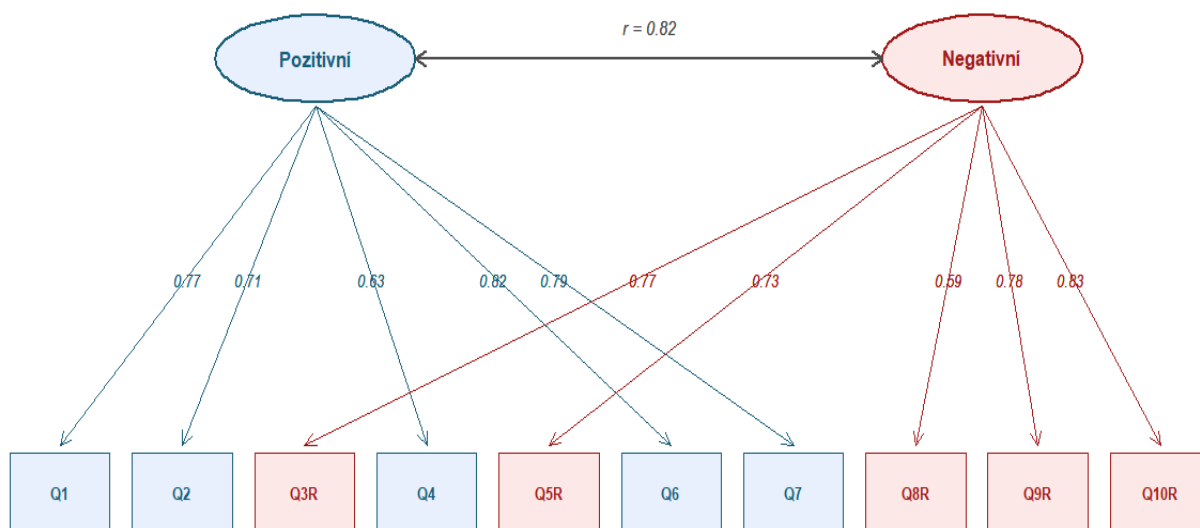 r = 0.82
Pozitivní
Negativní
0.77
0.71
0.63
0.82
0.79
0.77
0.73
0.59
0.78
0.83
Q1
Q2
Q3R
Q4
Q5R
Q6
Q7
Q8R
Q9R
Q10R